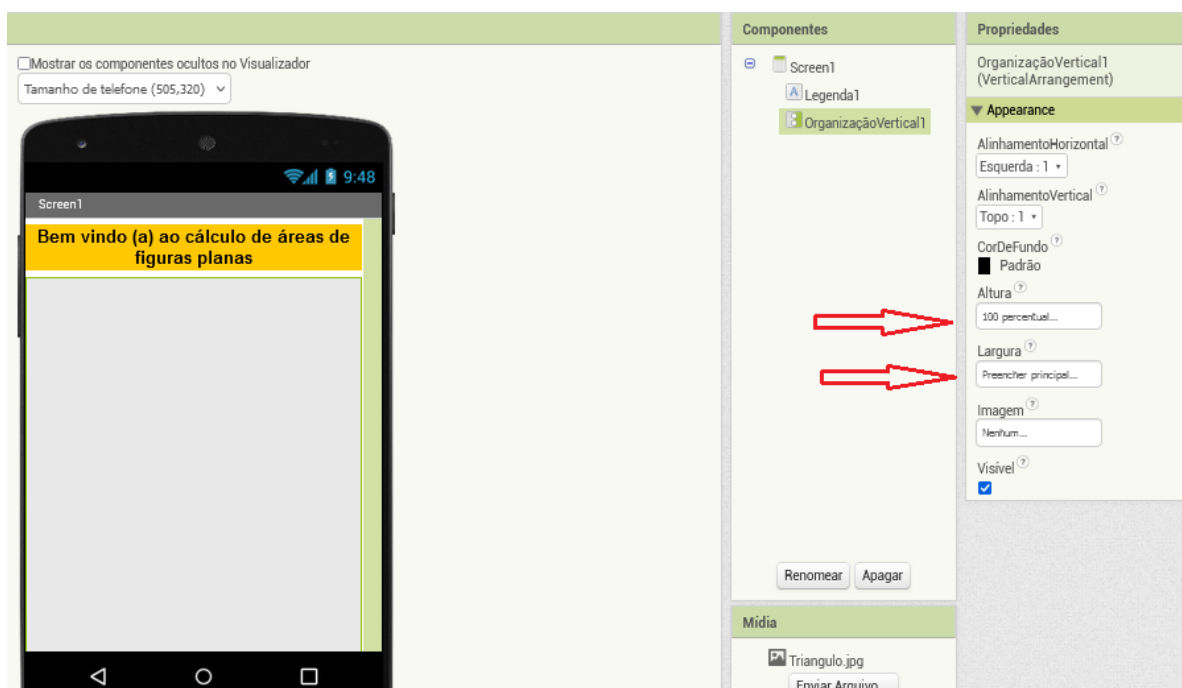 Mostrar os componentes ocultos no Visualizador
Tamanho de telefone (505,320)
9:48
Screen1
Bem vindo (a) ao cálculo de áreas de
figuras planas
Componentes
Screen1
A Legenda1
OrganizaçãoVertical1
Renomear Apagar
Mídia
Triangulo.jpg
Enviar Arquivo
Propriedades
OrganizaçãoVertical1
(VerticalArrangement)
Appearance
AlinhamentoHorizontal ?
Esquerda : 1
AlinhamentoVertical ?
Topo : 1
CorDeFundo ?
Padrão
Altura ?
100 percentual...
Largura ?
Preencher principal...
Imagem ?
Nenhum...
Visível ?